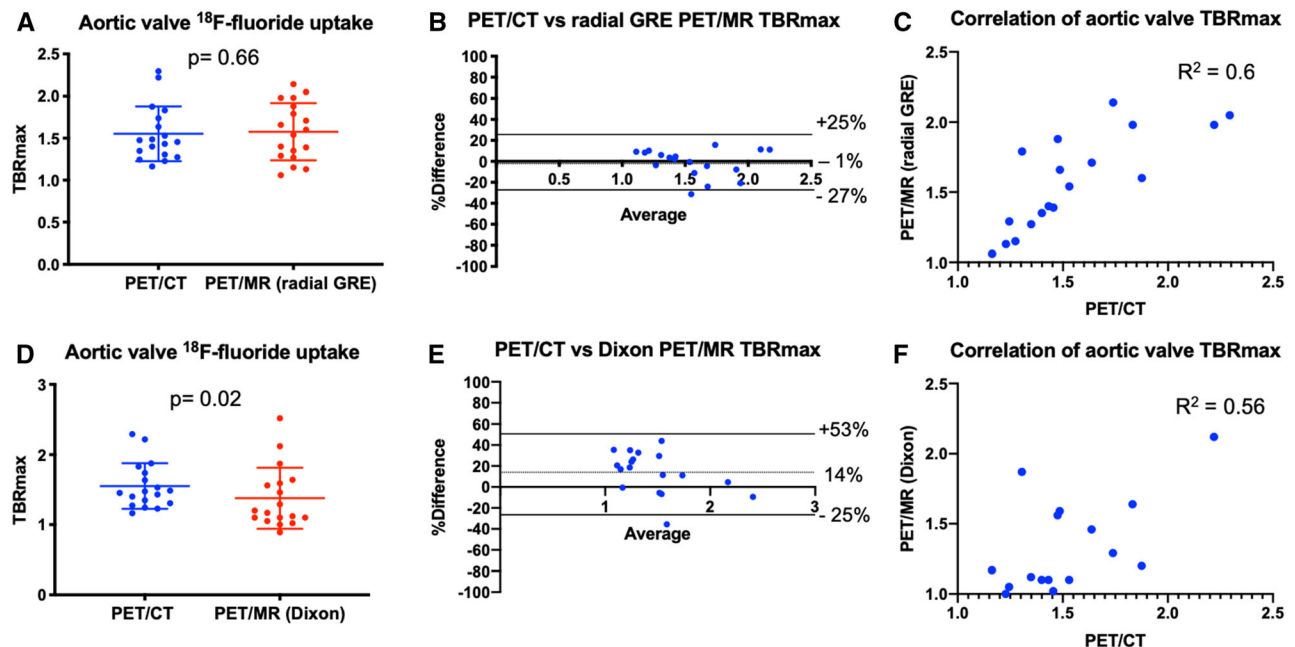 A
Aortic valve ¹⁸F-fluoride uptake
p= 0.66
TBRmax
2.5
2.0
1.5
1.0
0.5
0.0
PET/CT
PET/MR (radial GRE)
B
PET/CT vs radial GRE PET/MR TBRmax
%Difference
100
80
60
40
20
0
-20
-40
-60
-80
-100
0.5
1.0
1.5
2.0
2.5
+25%
– 1%
- 27%
Average
C
Correlation of aortic valve TBRmax
R² = 0.6
PET/MR (radial GRE)
2.5
2.0
1.5
1.0
1.0
1.5
2.0
2.5
PET/CT
D
Aortic valve ¹⁸F-fluoride uptake
p= 0.02
TBRmax
3
2
1
0
PET/CT
PET/MR (Dixon)
E
PET/CT vs Dixon PET/MR TBRmax
%Difference
100
80
60
40
20
0
-20
-40
-60
-80
-100
1
2
3
+53%
14%
- 25%
Average
F
Correlation of aortic valve TBRmax
R² = 0.56
PET/MR (Dixon)
2.5
2.0
1.5
1.0
1.0
1.5
2.0
2.5
PET/CT